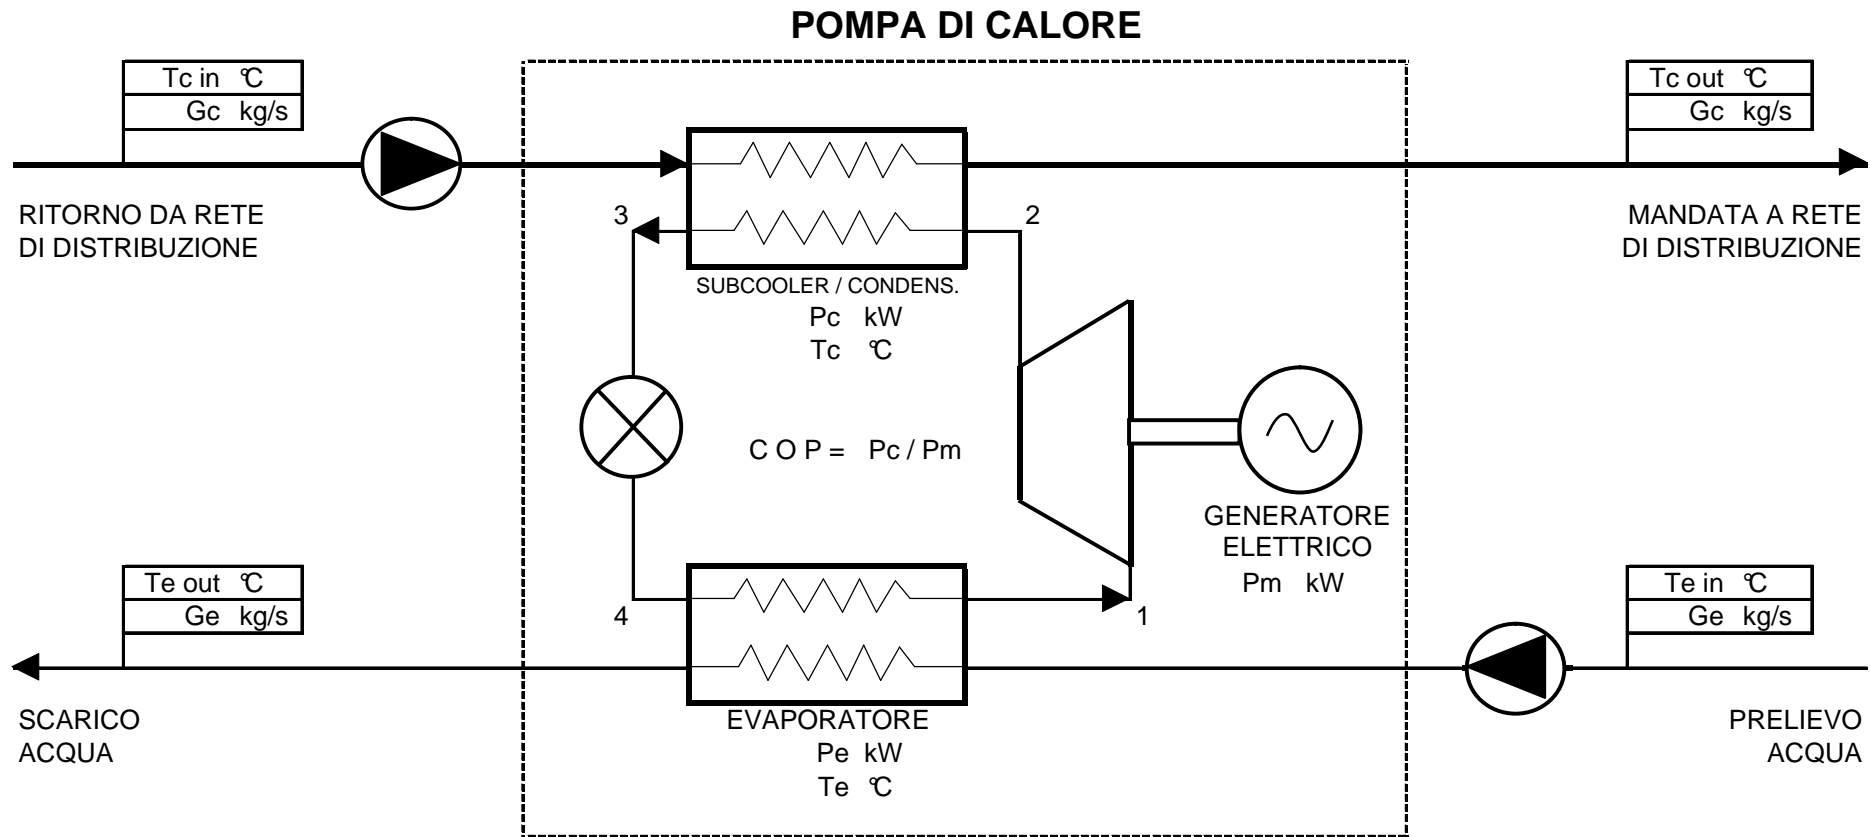 POMPA DI CALORE
Tc in °C
Gc kg/s
Tc out °C
Gc kg/s
RITORNO DA RETE
DI DISTRIBUZIONE
3
2
MANDATA A RETE
DI DISTRIBUZIONE
SUBCOOLER / CONDENS.
Pc kW
Tc °C
C O P = Pc / Pm
GENERATORE
ELETTRICO
Pm kW
Te out °C
Ge kg/s
4
1
Te in °C
Ge kg/s
SCARICO
ACQUA
EVAPORATORE
Pe kW
Te °C
PRELIEVO
ACQUA